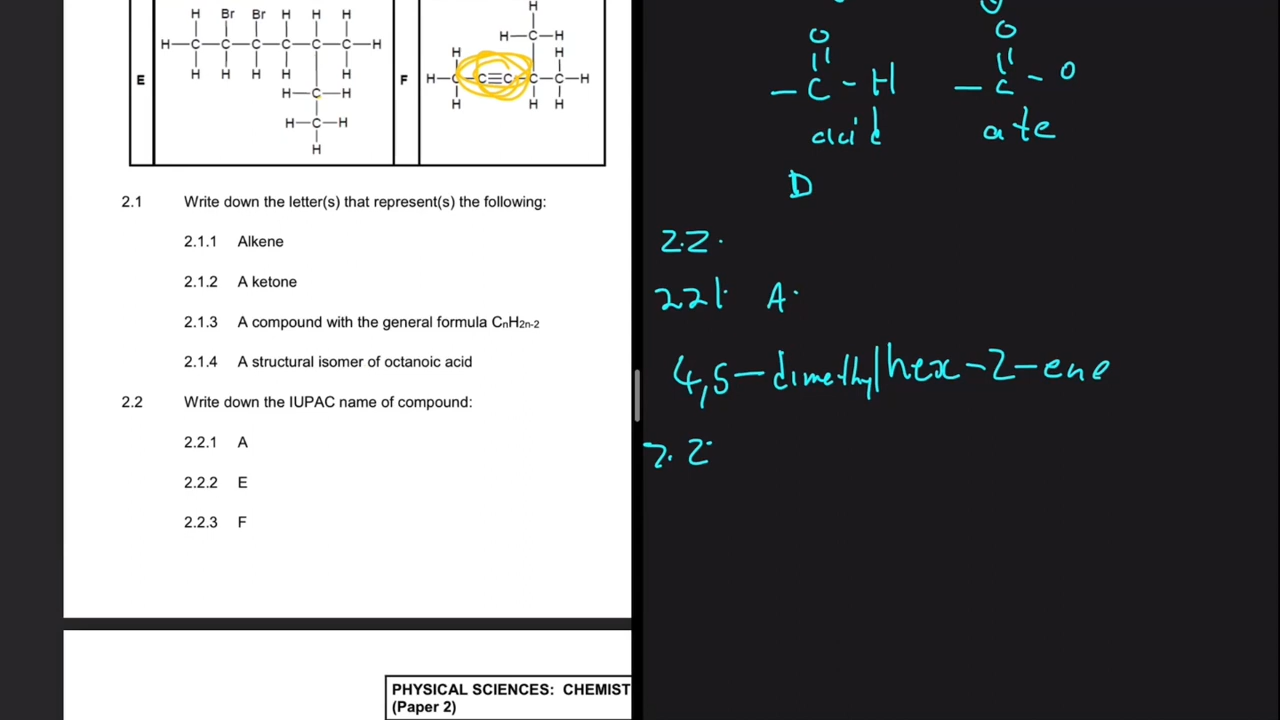 H Br Br H H H
H—C—C—C—C—C—C—H
H H H H H
H—C—H
H—C—H
H
E
H
H—C—H
H H
H—C—C≡C—C—C—H
H H H
F
2.1 Write down the letter(s) that represent(s) the following:
2.1.1 Alkene
2.1.2 A ketone
2.1.3 A compound with the general formula CnH2n-2
2.1.4 A structural isomer of octanoic acid
2.2 Write down the IUPAC name of compound:
2.2.1 A
2.2.2 E
2.2.3 F
PHYSICAL SCIENCES: CHEMIST
(Paper 2)
O O
— C - H — C - O
acid ate
D
2.2.
221. A.
4,5-dimethylhex-2-ene
2.2.